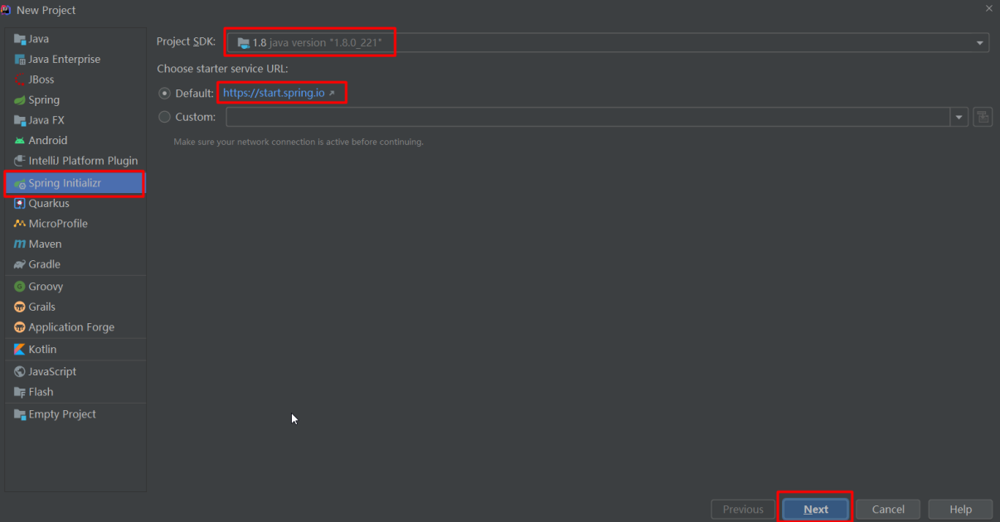 New Project
Java
Java Enterprise
JBoss
Spring
Java FX
Android
IntelliJ Platform Plugin
Spring Initializr
Quarkus
MicroProfile
Maven
Gradle
Groovy
Grails
Application Forge
Kotlin
JavaScript
Flash
Empty Project
Project SDK: 1.8 java version "1.8.0_221"
Choose starter service URL:
Default: https://start.spring.io
Custom:
Make sure your network connection is active before continuing.
Previous Next Cancel Help